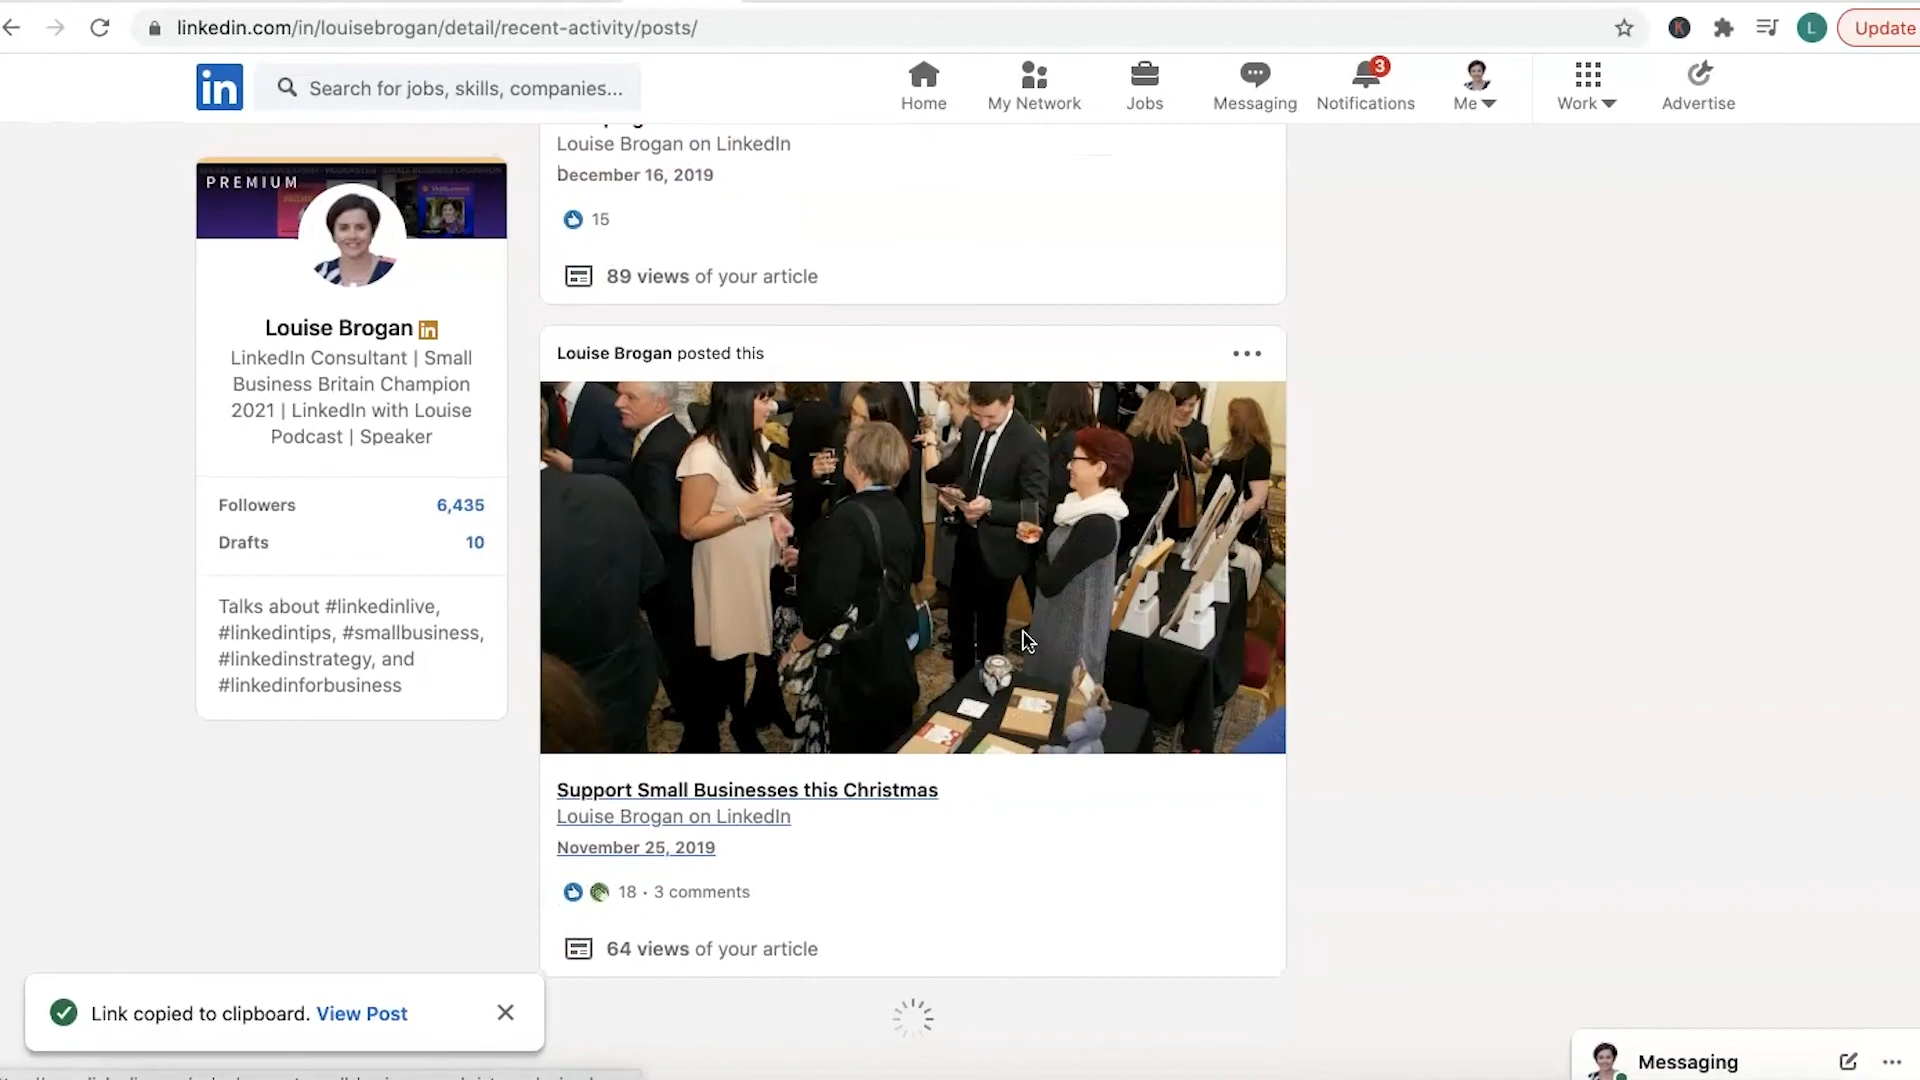 linkedin.com/in/louisebrogan/detail/recent-activity/posts/
L
Update
in
Search for jobs, skills, companies...
Home
My Network
Jobs
Messaging
3
Notifications
Me
Work
Advertise
PREMIUM
Louise Brogan in
LinkedIn Consultant | Small
Business Britain Champion
2021 | LinkedIn with Louise
Podcast | Speaker
Followers 6,435
Drafts 10
Talks about #linkedinlive,
#linkedintips, #smallbusiness,
#linkedinstrategy, and
#linkedinforbusiness
Louise Brogan on LinkedIn
December 16, 2019
15
89 views of your article
Louise Brogan posted this
Support Small Businesses this Christmas
Louise Brogan on LinkedIn
November 25, 2019
18 · 3 comments
64 views of your article
Link copied to clipboard. View Post
Messaging